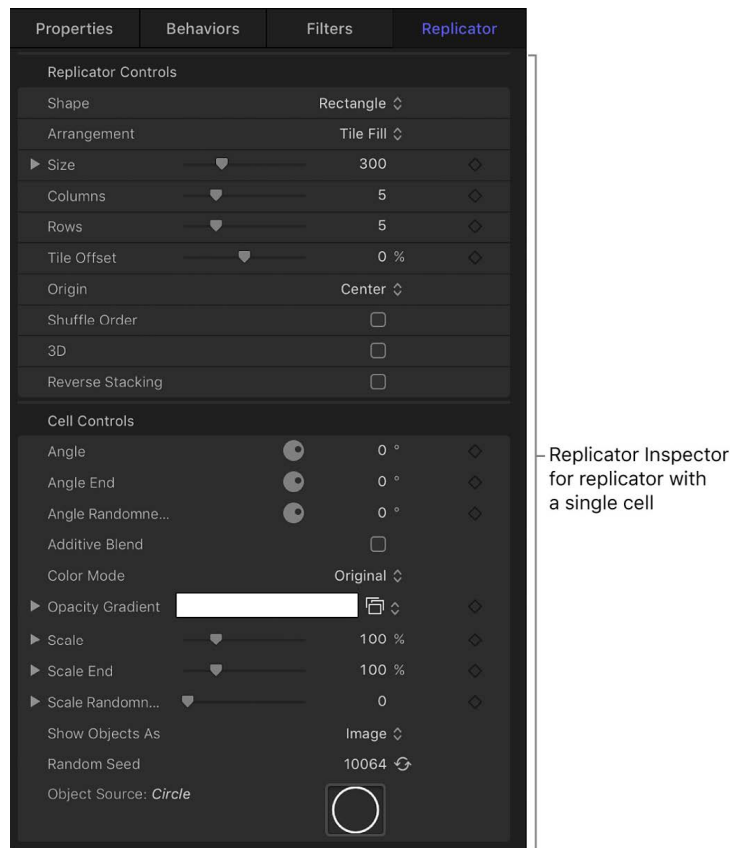 Properties Behaviors Filters Replicator
Replicator Controls
Shape Rectangle
Arrangement Tile Fill
Size 300
Columns 5
Rows 5
Tile Offset 0 %
Origin Center
Shuffle Order
3D
Reverse Stacking
Cell Controls
Angle 0 °
Angle End 0 °
Angle Randomne... 0 °
Additive Blend
Color Mode Original
Opacity Gradient
Scale 100 %
Scale End 100 %
Scale Randomn... 0
Show Objects As Image
Random Seed 10064
Object Source: Circle
Replicator Inspector
for replicator with
a single cell